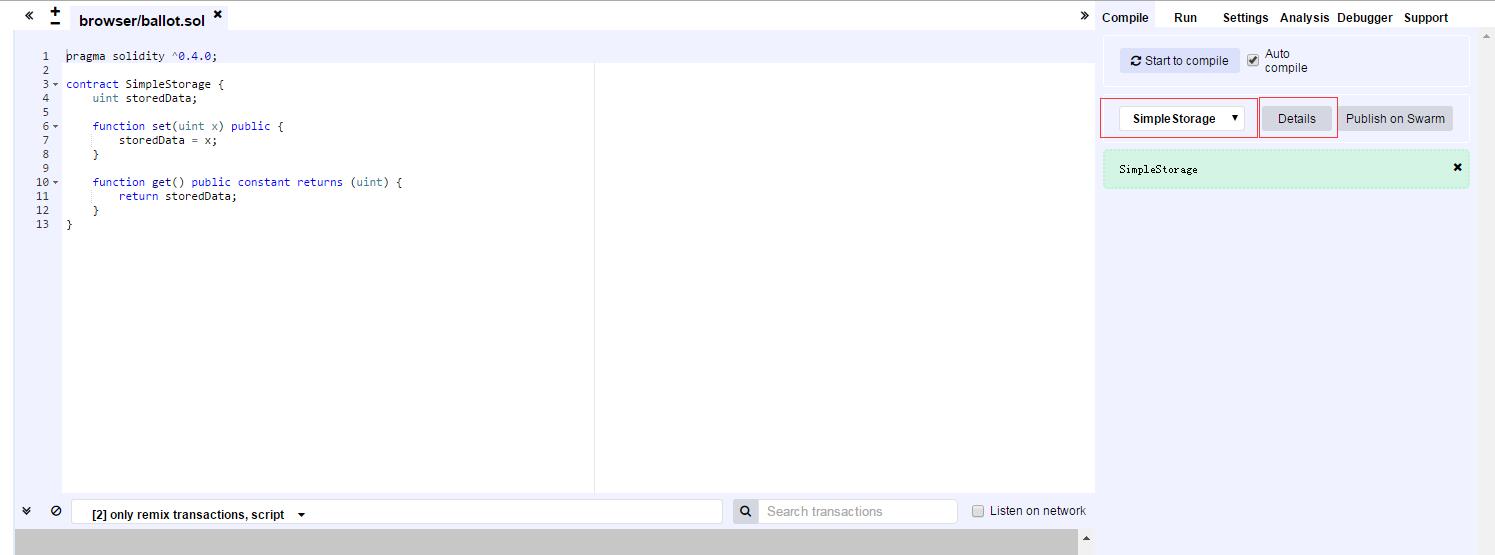 browser/ballot.sol
Compile Run Settings Analysis Debugger Support
1 pragma solidity ^0.4.0;
2
3 contract SimpleStorage {
4 uint storedData;
5
6 function set(uint x) public {
7 storedData = x;
8 }
9
10 function get() public constant returns (uint) {
11 return storedData;
12 }
13 }
Start to compile
Auto
compile
SimpleStorage Details Publish on Swarm
SimpleStorage
[2] only remix transactions, script
Search transactions
Listen on network